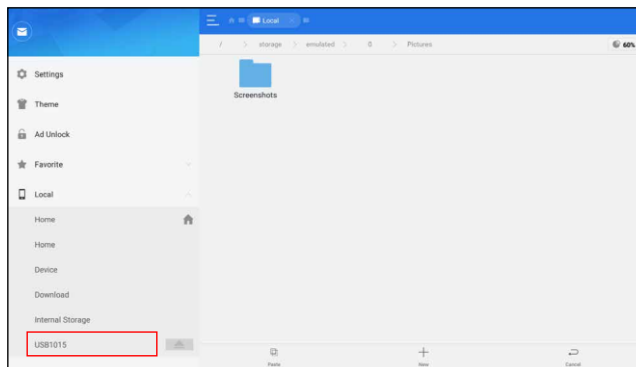 Local
/ > storage > emulated > 0 > Pictures
60%
Settings
Screenshots
Theme
Ad Unlock
Favorite
Local
Home
Home
Device
Download
Internal Storage
USB1015
Paste
New
Cancel